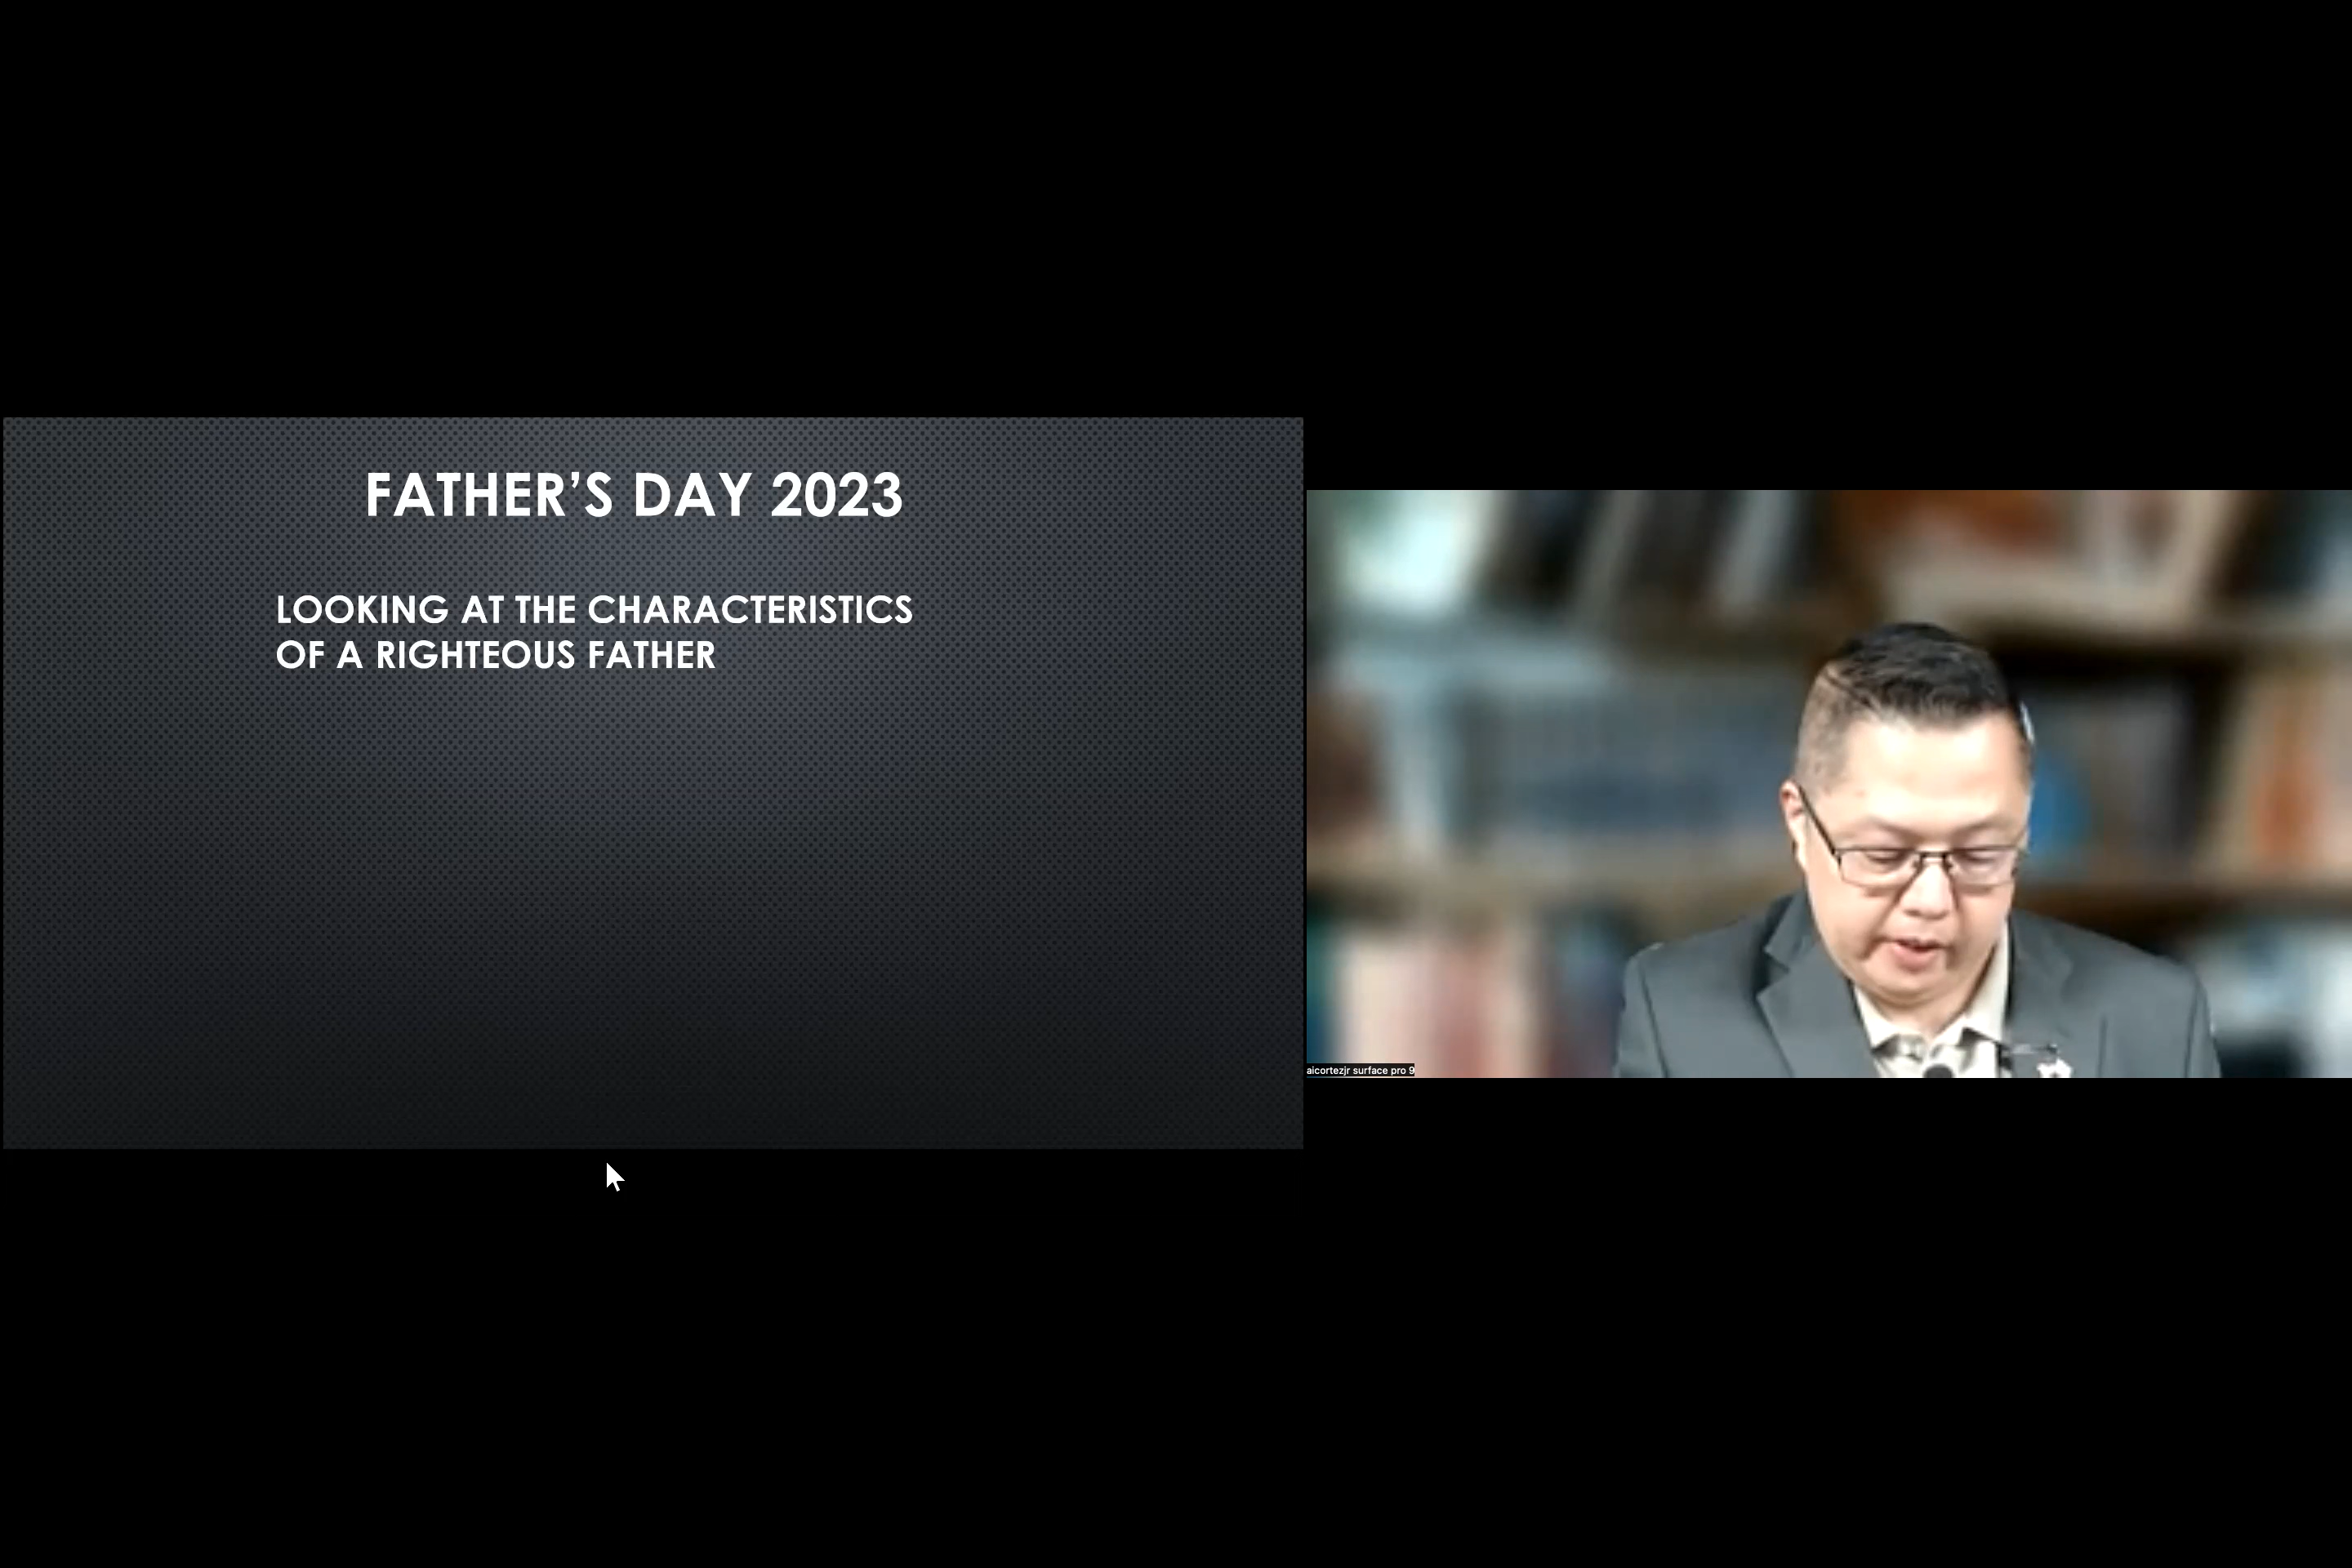 FATHER’S DAY 2023
LOOKING AT THE CHARACTERISTICS
OF A RIGHTEOUS FATHER
aicortezjr surface pro 9